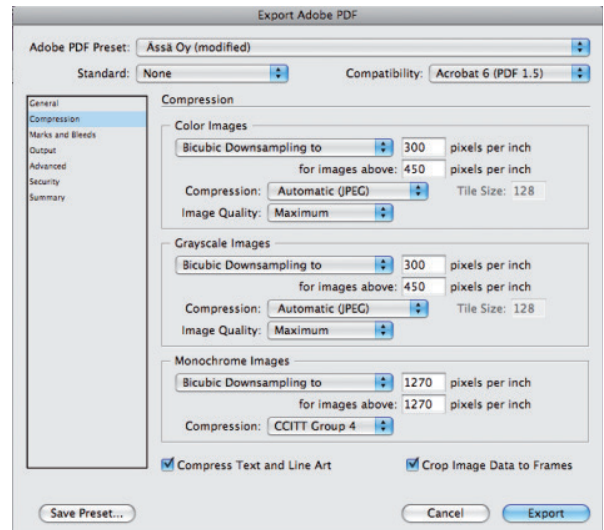 Export Adobe PDF
Adobe PDF Preset: Ässä Oy (modified)
Standard: None Compatibility: Acrobat 6 (PDF 1.5)
General
Compression
Marks and Bleeds
Output
Advanced
Security
Summary
Compression
Color Images
Bicubic Downsampling to 300 pixels per inch
for images above: 450 pixels per inch
Compression: Automatic (JPEG) Tile Size: 128
Image Quality: Maximum
Grayscale Images
Bicubic Downsampling to 300 pixels per inch
for images above: 450 pixels per inch
Compression: Automatic (JPEG) Tile Size: 128
Image Quality: Maximum
Monochrome Images
Bicubic Downsampling to 1270 pixels per inch
for images above: 1270 pixels per inch
Compression: CCITT Group 4
Compress Text and Line Art Crop Image Data to Frames
Save Preset... Cancel Export